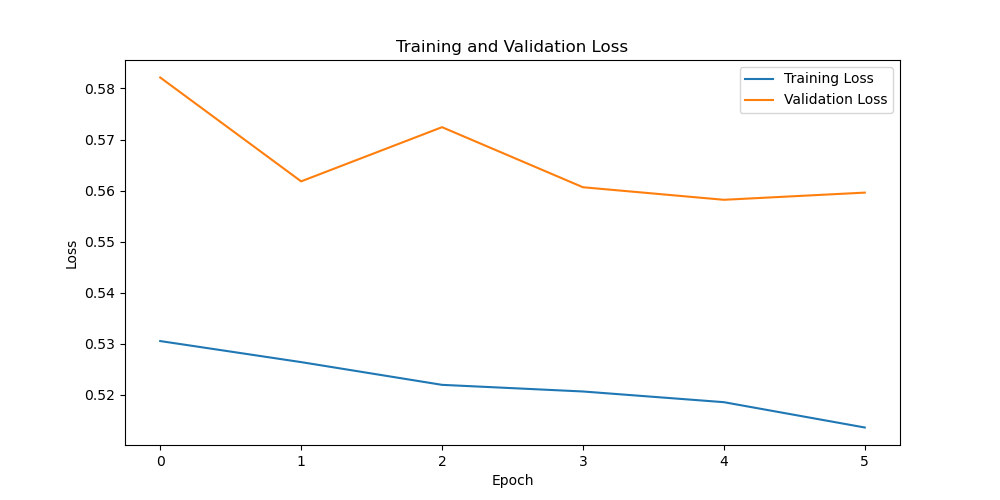 Training and Validation Loss
Training Loss
Validation Loss
0.58
0.57
0.56
0.55
0.54
0.53
0.52
Loss
0 1 2 3 4 5
Epoch